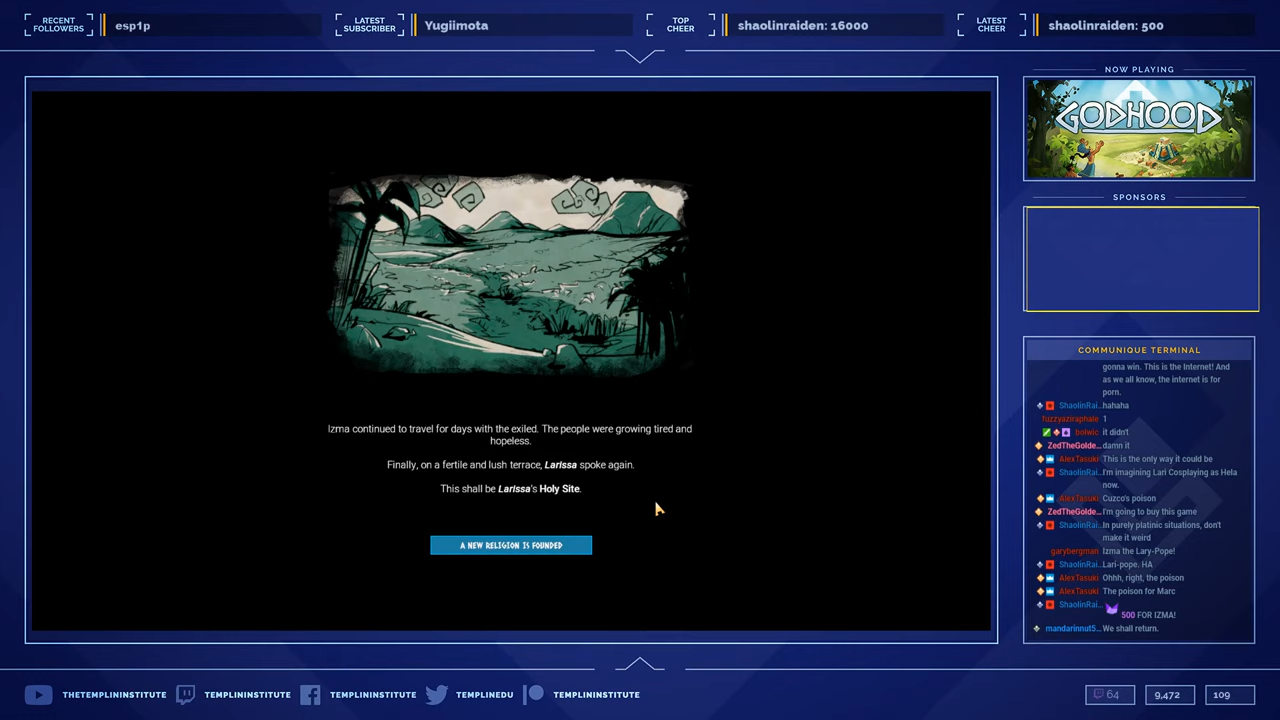 RECENT
FOLLOWERS
esp1p
LATEST
SUBSCRIBER
Yugiimota
TOP
CHEER
shaolinraiden: 16000
LATEST
CHEER
shaolinraiden: 500
NOW PLAYING
GODHOOD
SPONSORS
Izma continued to travel for days with the exiled. The people were growing tired and
hopeless.
Finally, on a fertile and lush terrace, Larissa spoke again.
This shall be Larissa's Holy Site.
A NEW RELIGION IS FOUNDED
COMMUNIQUE TERMINAL
gonna win. This is the Internet! And
as we all know, the internet is for
porn.
ShaolinRai... hahaha
fuzzyaziraphale 1
bolwic it didn't
ZedTheGolde... damn it
AlexTasuki This is the only way it could be
ShaolinRai... I'm imagining Lari Cosplaying as Hela
now.
AlexTasuki Cuzco's poison
ZedTheGolde... I'm going to buy this game
ShaolinRai... In purely platinic situations, don't
make it weird
garybergman Izma the Lary-Pope!
ShaolinRai... Lari-pope. HA
AlexTasuki Ohhh, right, the poison
AlexTasuki The poison for Marc
ShaolinRai... 500 FOR IZMA!
mandarinnut5... We shall return.
THETEMPLININSTITUTE
TEMPLININSTITUTE
TEMPLININSTITUTE
TEMPLINEDU
TEMPLININSTITUTE
64
9,472
109